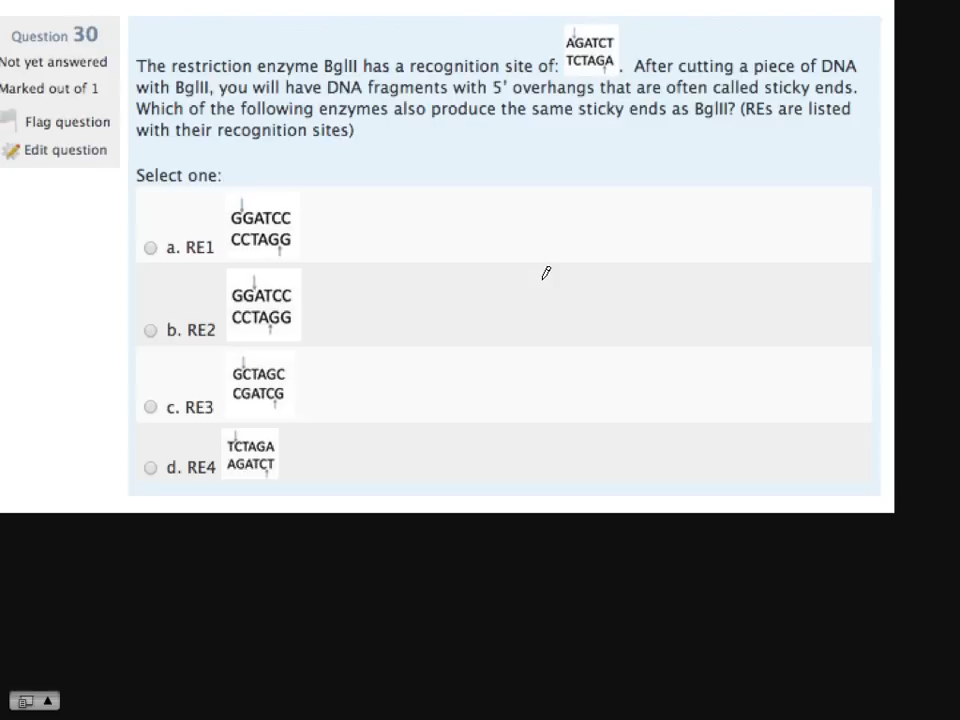 Question 30
Not yet answered
Marked out of 1
Flag question
Edit question
AGATCT
TCTAGA
The restriction enzyme BglII has a recognition site of: . After cutting a piece of DNA
with BglII, you will have DNA fragments with 5' overhangs that are often called sticky ends.
Which of the following enzymes also produce the same sticky ends as BglII? (REs are listed
with their recognition sites)
Select one:
GGATCC
CCTAGG
a. RE1
GGATCC
CCTAGG
b. RE2
GCTAGC
CGATCG
c. RE3
TCTAGA
AGATCT
d. RE4